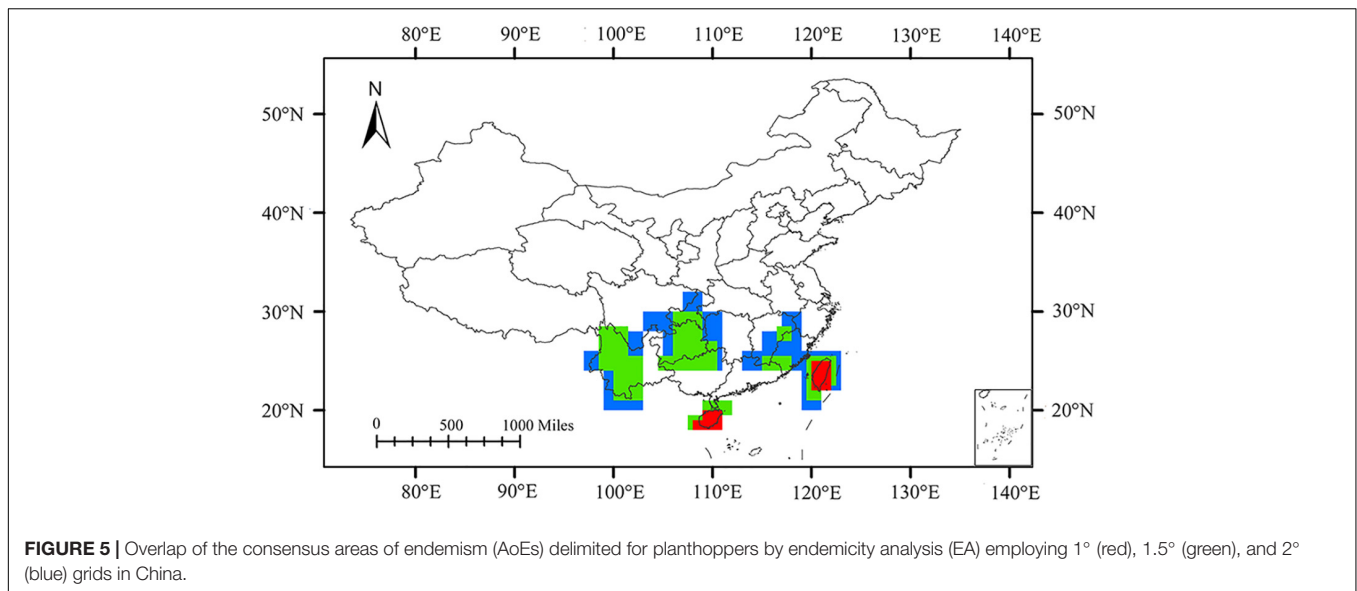 80°E 90°E 100°E 110°E 120°E 130°E 140°E
N
50°N 50°N
40°N 40°N
30°N 30°N
20°N 20°N
0 500 1000 Miles
80°E 90°E 100°E 110°E 120°E 130°E 140°E
FIGURE 5 | Overlap of the consensus areas of endemism (AoEs) delimited for planthoppers by endemicity analysis (EA) employing 1° (red), 1.5° (green), and 2°
(blue) grids in China.